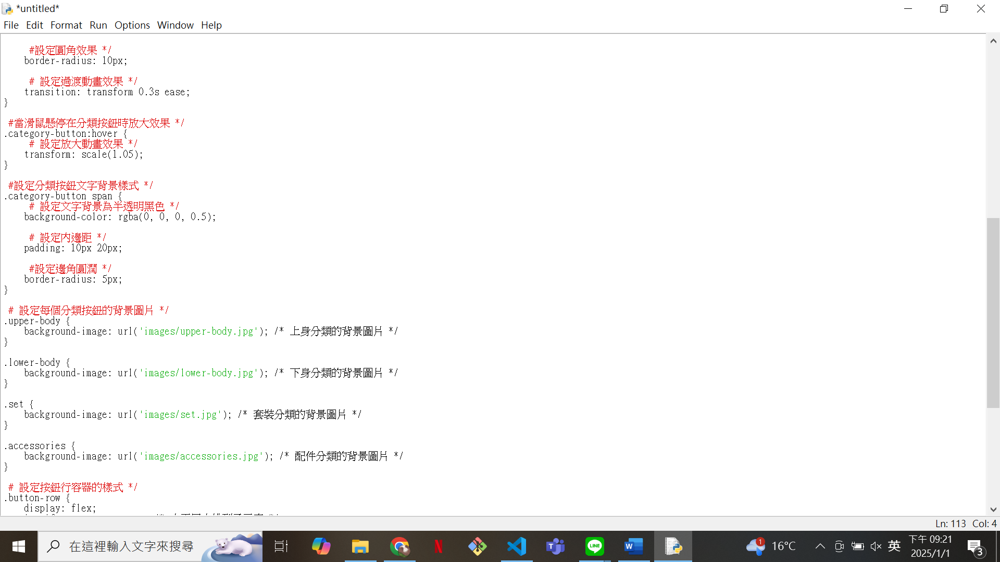 *untitled*
File Edit Format Run Options Window Help
#設定圓角效果 */
border-radius: 10px;
# 設定過渡動畫效果 */
transition: transform 0.3s ease;
}
#當滑鼠懸停在分類按鈕時放大效果 */
.category-button:hover {
# 設定放大動畫效果 */
transform: scale(1.05);
}
#設定分類按鈕文字背景樣式 */
.category-button span {
# 設定文字背景為半透明黑色 */
background-color: rgba(0, 0, 0, 0.5);
# 設定內邊距 */
padding: 10px 20px;
#設定邊角圓潤 */
border-radius: 5px;
}
# 設定每個分類按鈕的背景圖片 */
.upper-body {
background-image: url('images/upper-body.jpg'); /* 上身分類的背景圖片 */
}
.lower-body {
background-image: url('images/lower-body.jpg'); /* 下身分類的背景圖片 */
}
.set {
background-image: url('images/set.jpg'); /* 套裝分類的背景圖片 */
}
.accessories {
background-image: url('images/accessories.jpg'); /* 配件分類的背景圖片 */
}
# 設定按鈕行容器的樣式 */
.button-row {
display: flex;
Ln: 113 Col: 4
在這裡輸入文字來搜尋
N
T
LINE
W
1
16°C
英
下午 09:21
2025/1/1
3